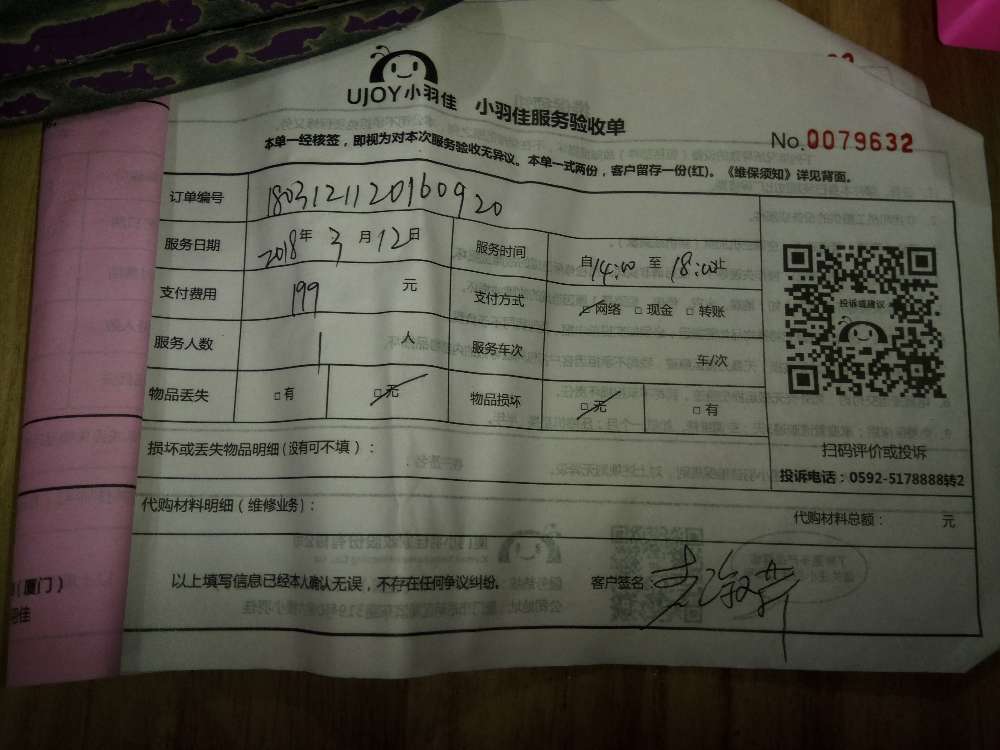 UJOY小羽佳 小羽佳服务验收单
No.0079632
本单一经核签，即视为对本次服务验收无异议。本单一式两份，客户留存一份(红)。《维保须知》详见背面。
订单编号 180312112016092 0
服务日期 2018年3月12日 服务时间 自14:00 至 18:00止
支付费用 199 元 支付方式 网络 □现金 □转账
投诉或建议
服务人数 1 人 服务车次 车/次
物品丢失 □有 □无 物品损坏 □无 □有
扫码评价或投诉
投诉电话：0592-5178888转2
损坏或丢失物品明细(没有可不填)：
代购材料明细(维修业务)：
代购材料总额： 元
以上填写信息已经本人确认无误，不存在任何争议纠纷。 客户签名：
(厦门)
羽佳